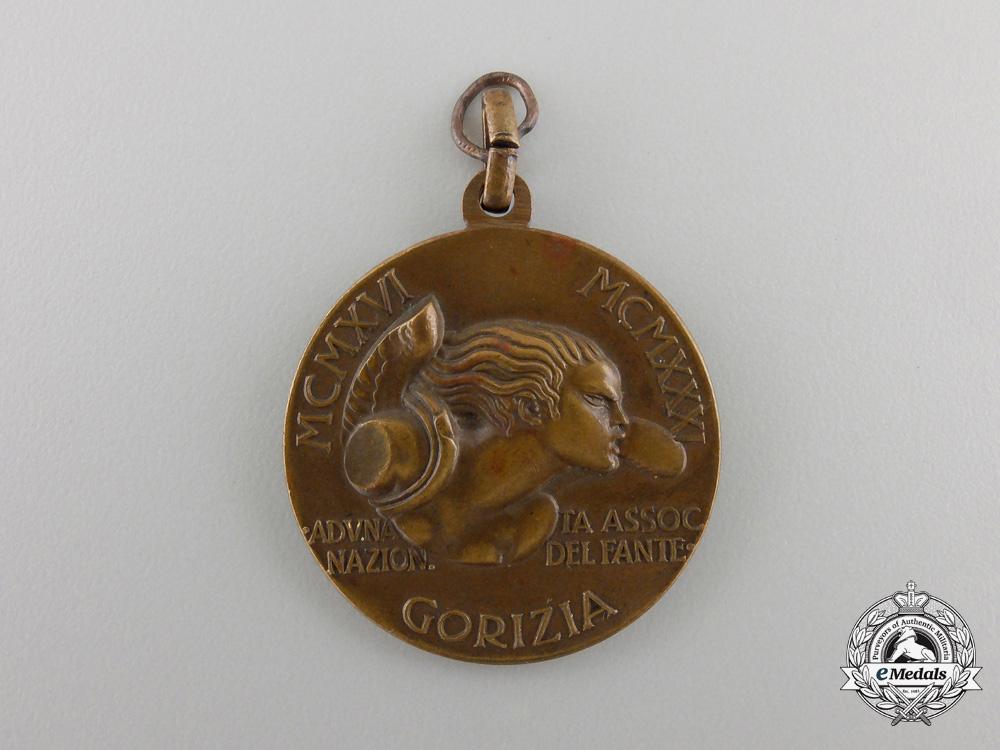 MCMXVI
MCMXXXI
•ADVNA
TA ASSOC
NAZION.
DEL FANTE•
GORIZIA
Purveyors of Authentic Militaria
eMedals